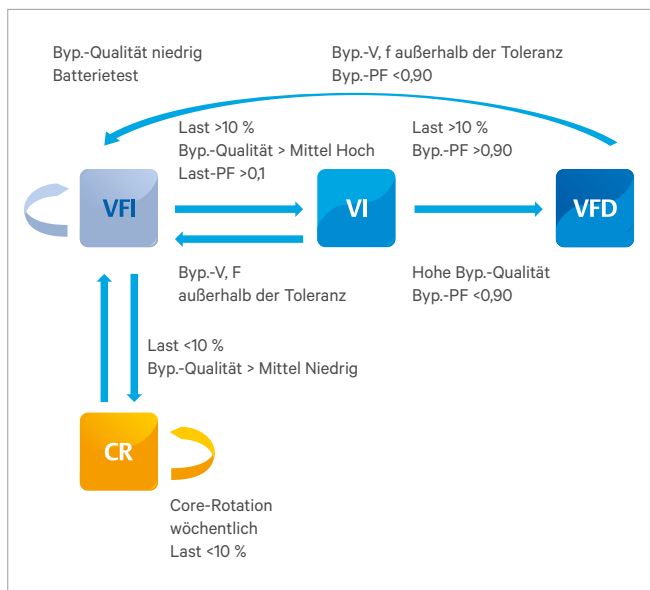 Byp.-Qualität niedrig
Batterietest
Byp.-V, f außerhalb der Toleranz
Byp.-PF <0,90
Last >10 %
Byp.-Qualität > Mittel Hoch
Last-PF >0,1
Last >10 %
Byp.-PF >0,90
VFI
VI
VFD
Byp.-V, F
außerhalb der Toleranz
Hohe Byp.-Qualität
Byp.-PF <0,90
Last <10 %
Byp.-Qualität > Mittel Niedrig
CR
Core-Rotation
wöchentlich
Last <10 %